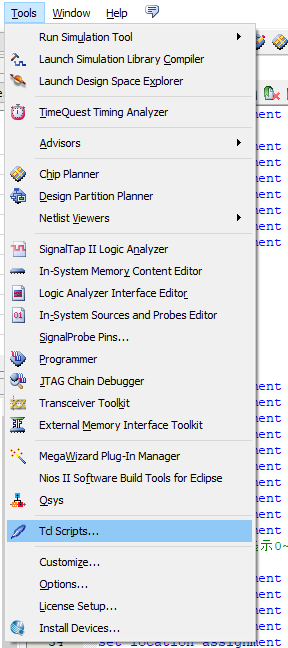 Tools Window Help
Run Simulation Tool
Launch Simulation Library Compiler
Launch Design Space Explorer
TimeQuest Timing Analyzer
Advisors
Chip Planner
Design Partition Planner
Netlist Viewers
SignalTap II Logic Analyzer
In-System Memory Content Editor
Logic Analyzer Interface Editor
In-System Sources and Probes Editor
SignalProbe Pins...
Programmer
JTAG Chain Debugger
Transceiver Toolkit
External Memory Interface Toolkit
MegaWizard Plug-In Manager
Nios II Software Build Tools for Eclipse
Qsys
Tcl Scripts...
示0~
Customize...
Options...
License Setup...
Install Devices...
set location assignment